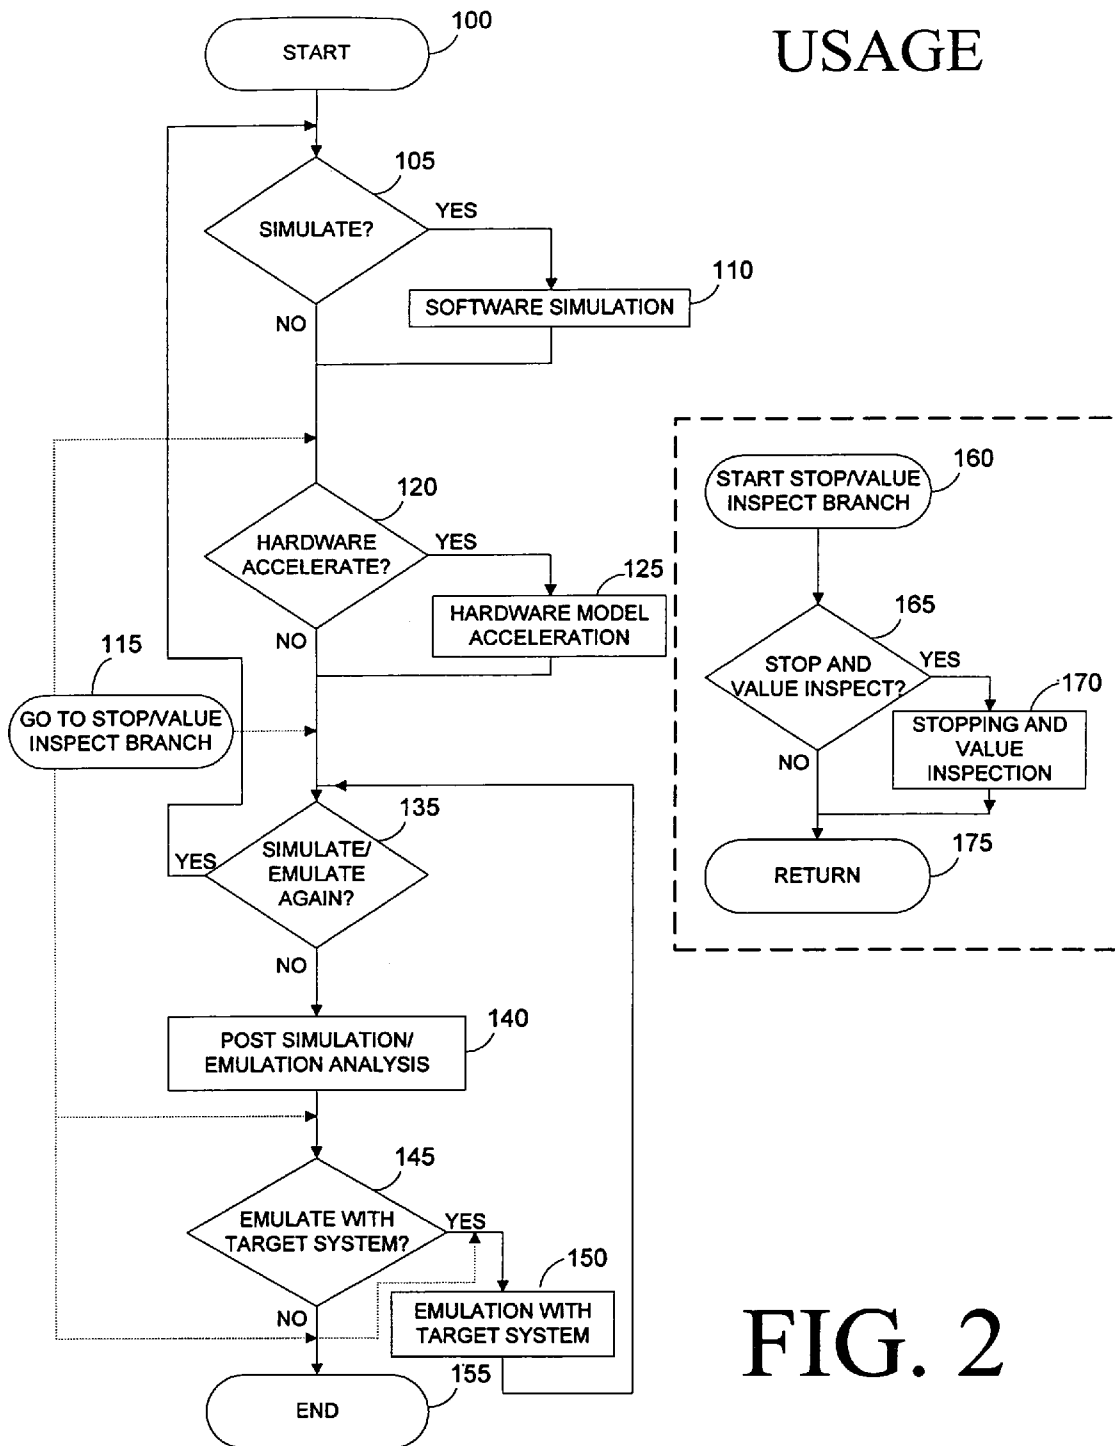 USAGE
100
START
105
SIMULATE?
YES
NO
110
SOFTWARE SIMULATION
120
HARDWARE
ACCELERATE?
YES
NO
125
HARDWARE MODEL
ACCELERATION
115
GO TO STOP/VALUE
INSPECT BRANCH
135
SIMULATE/
EMULATE
AGAIN?
YES
NO
140
POST SIMULATION/
EMULATION ANALYSIS
145
EMULATE WITH
TARGET SYSTEM?
YES
NO
150
EMULATION WITH
TARGET SYSTEM
155
END
160
START STOP/VALUE
INSPECT BRANCH
165
STOP AND
VALUE INSPECT?
YES
NO
170
STOPPING AND
VALUE
INSPECTION
175
RETURN
FIG. 2